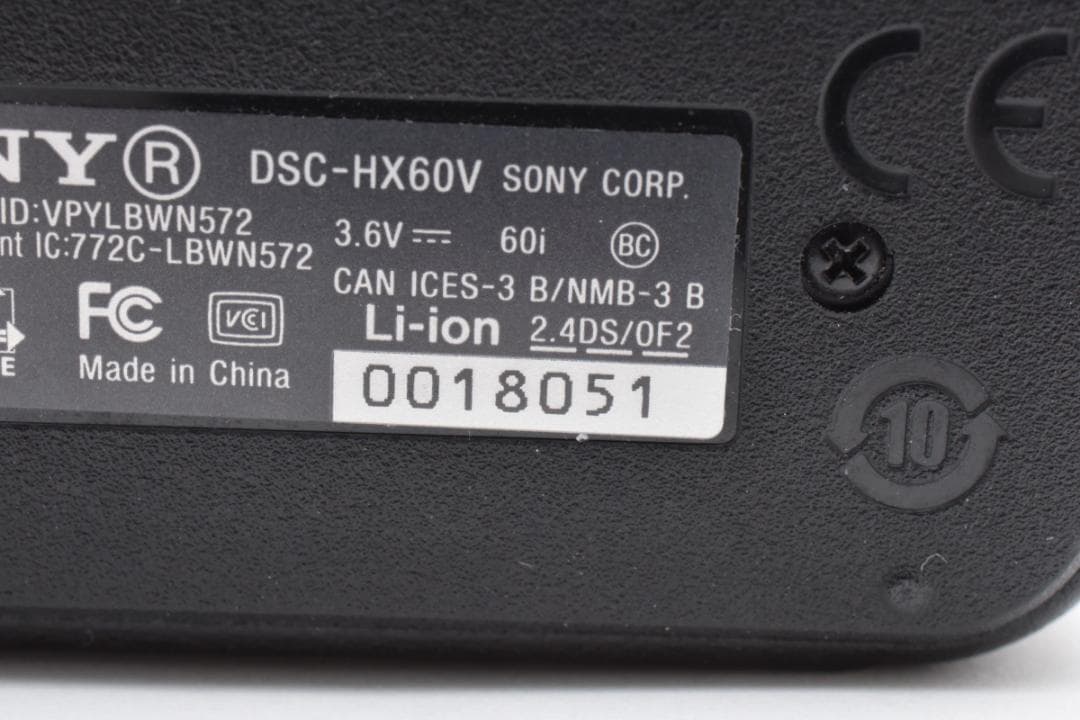 NY® DSC-HX60V SONY CORP.
ID:VPYLBWN572
nt IC:772C-LBWN572
3.6V⎓ 60i BC
CAN ICES-3 B/NMB-3 B
FC VCCI
Li-ion 2.4DS/0F2
E Made in China
0018051
CE
10